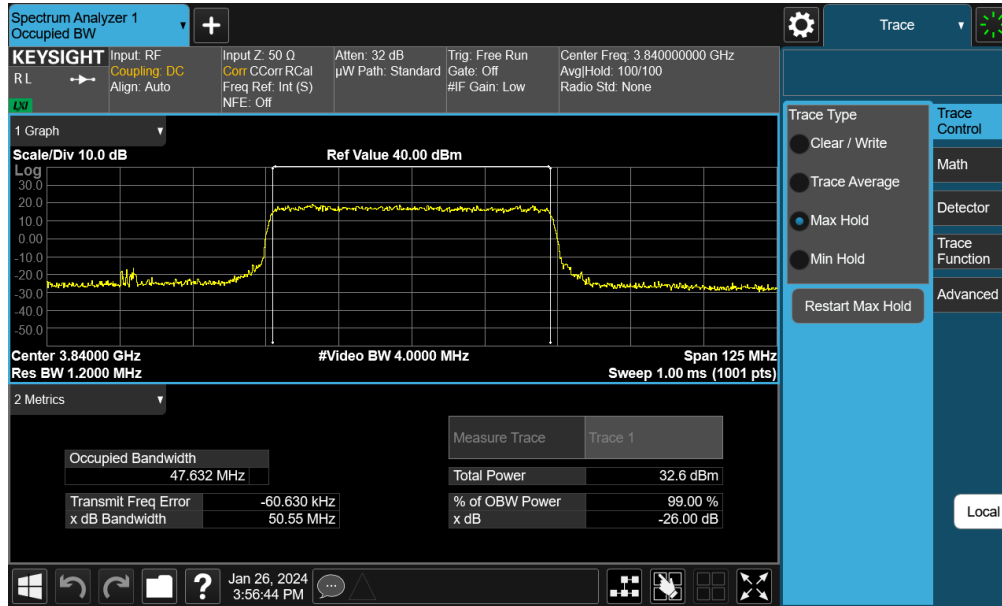 Spectrum Analyzer 1
Occupied BW
+
Trace
KEYSIGHT
R L
LXI
Input: RF
Coupling: DC
Align: Auto
Input Z: 50 Ω
Corr CCorr RCal
Freq Ref: Int (S)
NFE: Off
Atten: 32 dB
µW Path: Standard
Trig: Free Run
Gate: Off
#IF Gain: Low
Center Freq: 3.840000000 GHz
Avg|Hold: 100/100
Radio Std: None
1 Graph
Scale/Div 10.0 dB
Ref Value 40.00 dBm
Log
30.0
20.0
10.0
0.00
-10.0
-20.0
-30.0
-40.0
-50.0
Center 3.84000 GHz
#Video BW 4.0000 MHz
Span 125 MHz
Res BW 1.2000 MHz
Sweep 1.00 ms (1001 pts)
2 Metrics
Measure Trace Trace 1
Occupied Bandwidth
47.632 MHz
Total Power 32.6 dBm
Transmit Freq Error -60.630 kHz
% of OBW Power 99.00 %
x dB Bandwidth 50.55 MHz
x dB -26.00 dB
Trace Type
Clear / Write
Trace Average
Max Hold
Min Hold
Restart Max Hold
Trace
Control
Math
Detector
Trace
Function
Advanced
Local
?
Jan 26, 2024
3:56:44 PM